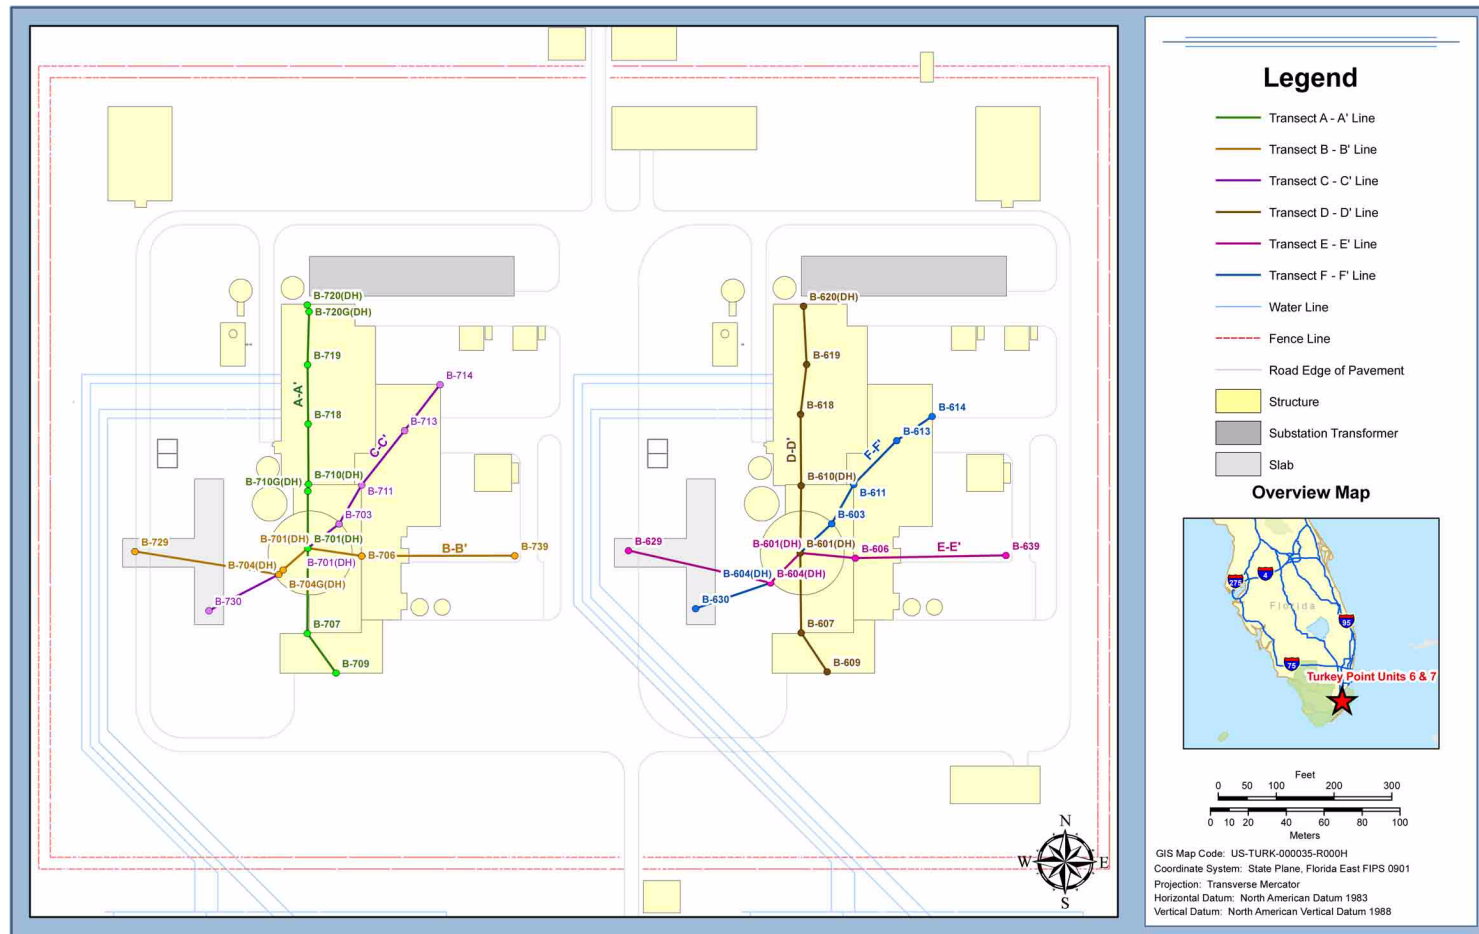 B-720(DH)
B-720G(DH)
B-719
B-718
A-A'
B-714
B-713
C-C'
B-710(DH)
B-710G(DH)
B-711
B-703
B-701(DH)
B-701(DH)
B-701(DH)
B-729
B-706
B-B'
B-739
B-704(DH)
B-704G(DH)
B-730
B-707
B-709
B-620(DH)
B-619
B-618
D-D'
B-614
B-613
F-F'
B-610(DH)
B-611
B-603
B-601(DH)
B-601(DH)
B-629
B-606
E-E'
B-639
B-604(DH)
B-604(DH)
B-630
B-607
B-609
N
W
E
S
Legend
Transect A - A' Line
Transect B - B' Line
Transect C - C' Line
Transect D - D' Line
Transect E - E' Line
Transect F - F' Line
Water Line
Fence Line
Road Edge of Pavement
Structure
Substation Transformer
Slab
Overview Map
275
4
Florida
95
75
Turkey Point Units 6 & 7
Feet
0 50 100 200 300
0 10 20 40 60 80 100
Meters
GIS Map Code: US-TURK-000035-R000H
Coordinate System: State Plane, Florida East FIPS 0901
Projection: Transverse Mercator
Horizontal Datum: North American Datum 1983
Vertical Datum: North American Vertical Datum 1988